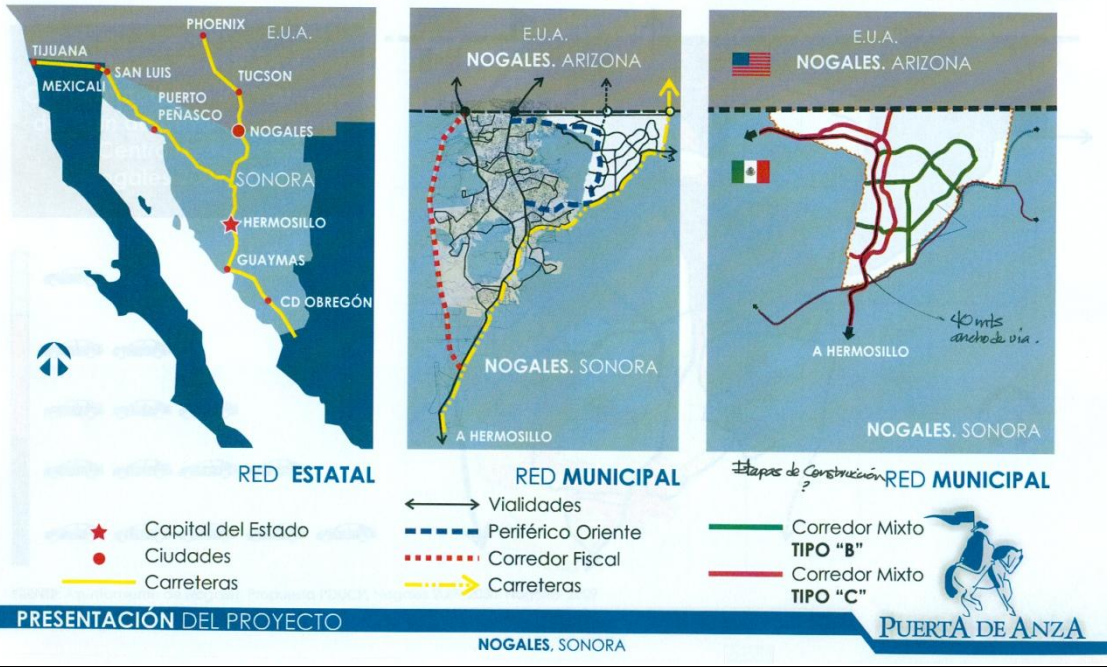 PHOENIX
E.U.A.
TIJUANA
MEXICALI
SAN LUIS
TUCSON
PUERTO
PEÑASCO
NOGALES
SONORA
HERMOSILLO
GUAYMAS
CD OBREGÓN
RED ESTATAL
Capital del Estado
Ciudades
Carreteras
E.U.A.
NOGALES. ARIZONA
NOGALES. SONORA
A HERMOSILLO
RED MUNICIPAL
Vialidades
Periférico Oriente
Corredor Fiscal
Carreteras
E.U.A.
NOGALES. ARIZONA
40 mts
ancho de via.
A HERMOSILLO
NOGALES. SONORA
Etapas de Construcción
?
RED MUNICIPAL
Corredor Mixto
TIPO “B”
Corredor Mixto
TIPO “C”
PUERTA DE ANZA
PRESENTACIÓN DEL PROYECTO
NOGALES, SONORA